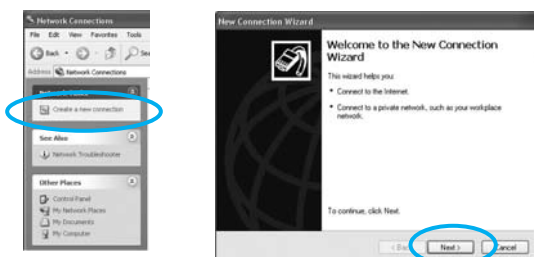 Network Connections
File Edit View Favorites Tools
Back
Address Network Connections
Create a new connection
See Also
Network Troubleshooter
Other Places
Control Panel
My Network Places
My Documents
My Computer
New Connection Wizard
Welcome to the New Connection
Wizard
This wizard helps you:
• Connect to the Internet.
• Connect to a private network, such as your workplace
network.
To continue, click Next.
Next > Cancel